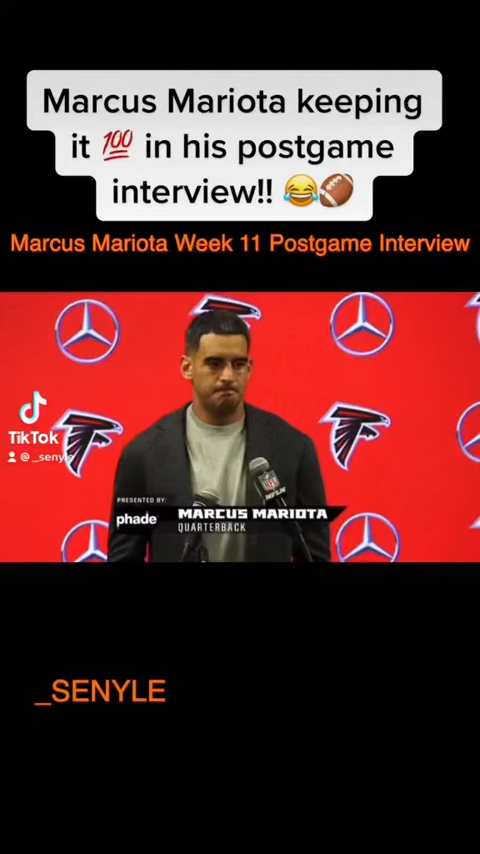 Marcus Mariota keeping
it 💯 in his postgame
interview!! 😂🏈
Marcus Mariota Week 11 Postgame Interview
TikTok
@_senyle
PRESENTED BY:
phade
MARCUS MARIOTA
QUARTERBACK
NFL
_SENYLE